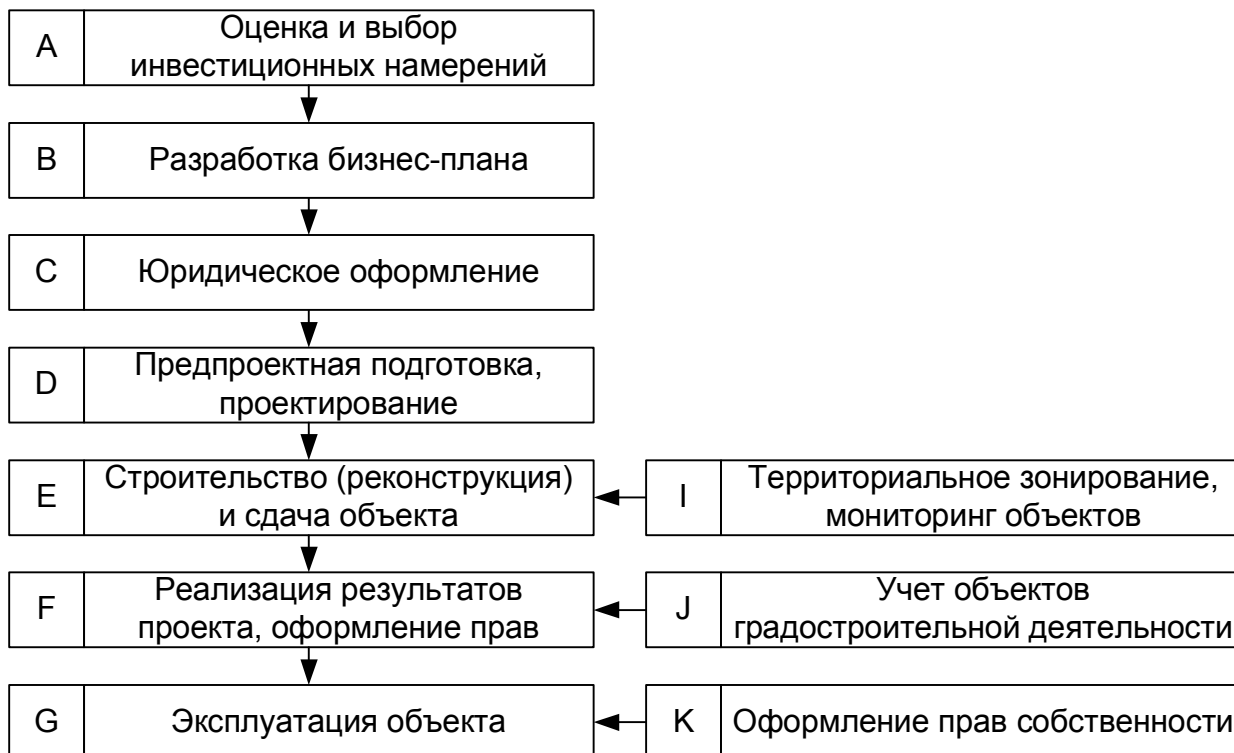 A
Оценка и выбор
инвестиционных намерений
B
Разработка бизнес-плана
C
Юридическое оформление
D
Предпроектная подготовка,
проектирование
E
Строительство (реконструкция)
и сдача объекта
I
Территориальное зонирование,
мониторинг объектов
F
Реализация результатов
проекта, оформление прав
J
Учет объектов
градостроительной деятельности
G
Эксплуатация объекта
K
Оформление прав собственности